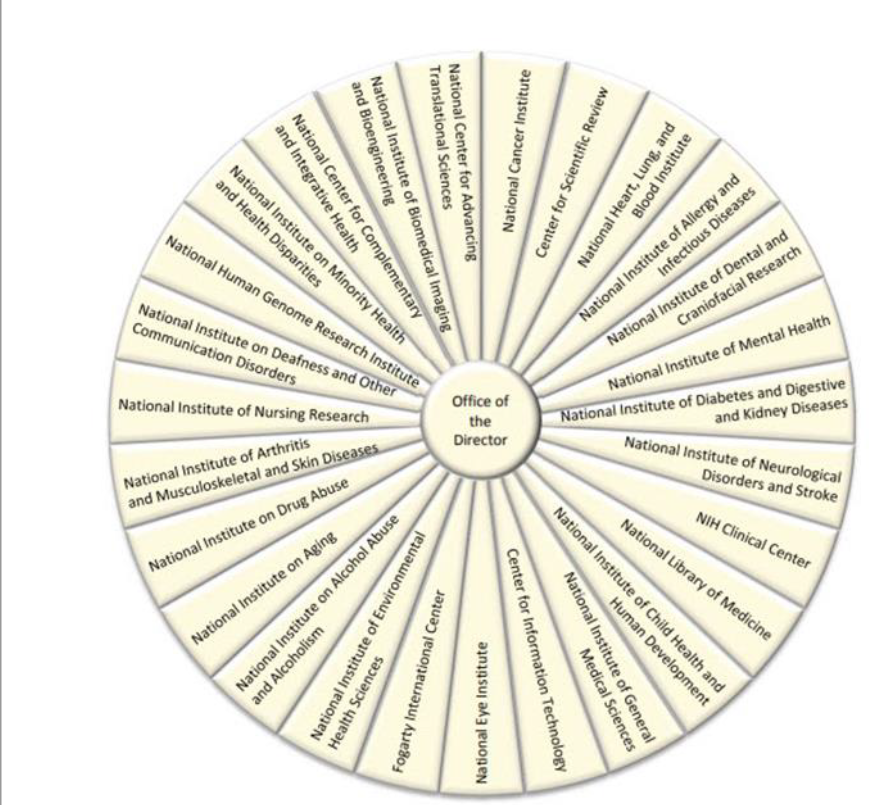 Office of
the
Director
National Cancer Institute
Center for Scientific Review
National Heart, Lung, and
Blood Institute
National Institute of Allergy and
Infectious Diseases
National Institute of Dental and
Craniofacial Research
National Institute of Mental Health
National Institute of Diabetes and Digestive
and Kidney Diseases
National Institute of Neurological
Disorders and Stroke
NIH Clinical Center
National Library of Medicine
National Institute of Child Health and
Human Development
National Institute of General
Medical Sciences
Center for Information Technology
National Eye Institute
Fogarty International Center
National Institute of Environmental
Health Sciences
National Institute on Alcohol Abuse
and Alcoholism
National Institute on Aging
National Institute on Drug Abuse
National Institute of Arthritis
and Musculoskeletal and Skin Diseases
National Institute of Nursing Research
National Institute on Deafness and Other
Communication Disorders
National Human Genome Research Institute
National Institute on Minority Health
and Health Disparities
National Center for Complementary
and Integrative Health
National Institute of Biomedical Imaging
and Bioengineering
National Center for Advancing
Translational Sciences